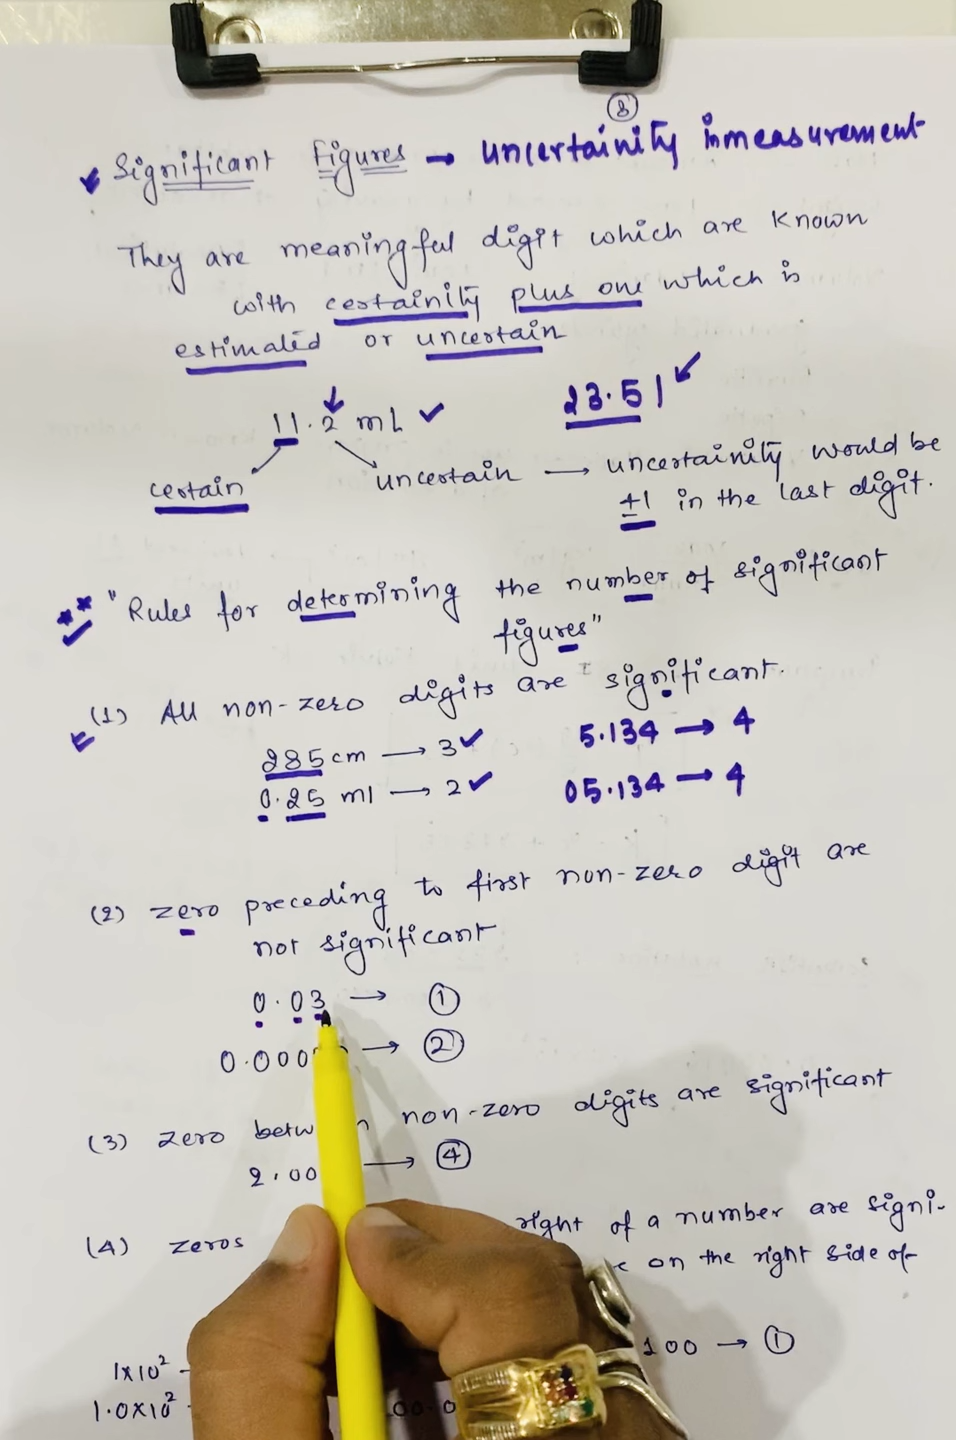 8
Significant Figures → uncertainity in measurement
They are meaningful digit which are known
with certainity plus one which is
estimated or uncertain
11.2 ml ✓ 23.51 ✓
certain uncertain → uncertainity would be
±1 in the last digit.
** "Rules for determining the number of significant
figures"
(1) All non-zero digits are significant.
285 cm → 3 ✓ 5.134 → 4
0.25 ml → 2 ✓ 05.134 → 4
(2) zero preceding to first non-zero digit are
not significant
0.03 → 1
0.000 → 2
(3) zero non-zero digits are significant
2.00 → 4
(4) zeros right of a number are signi-
on the right side of
1x10² 100 → 1
1.0x10²